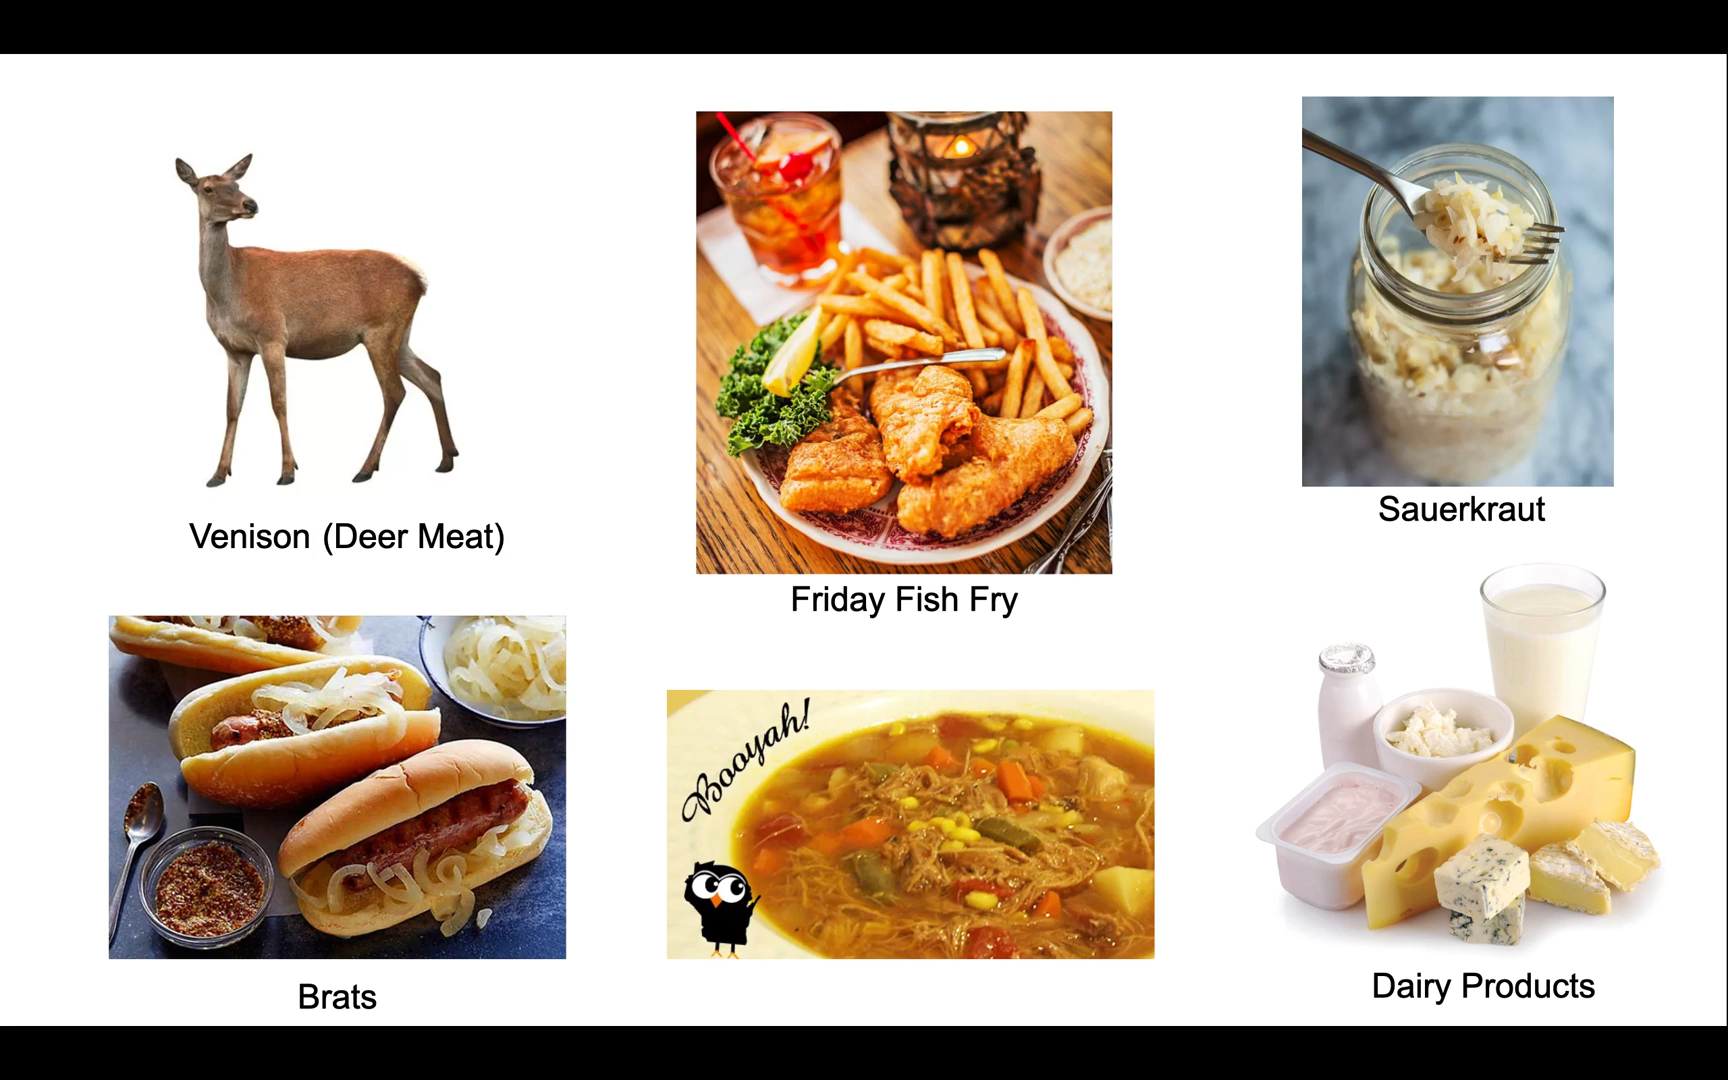 Venison (Deer Meat)
Friday Fish Fry
Sauerkraut
Brats
Booyah!
Dairy Products